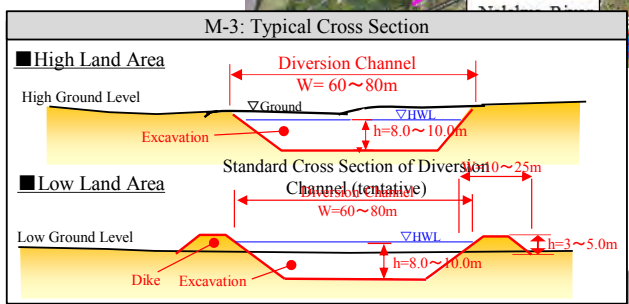 M-3: Typical Cross Section
■High Land Area
Diversion Channel
W= 60～80m
High Ground Level
▽Ground
▽HWL
Excavation
h=8.0～10.0m
Standard Cross Section of Diversion
Channel (tentative)
■Low Land Area
Diversion Channel
W=60～80m
W=10～25m
Low Ground Level
▽HWL
h=3～5.0m
h=8.0～10.0m
Dike
Excavation